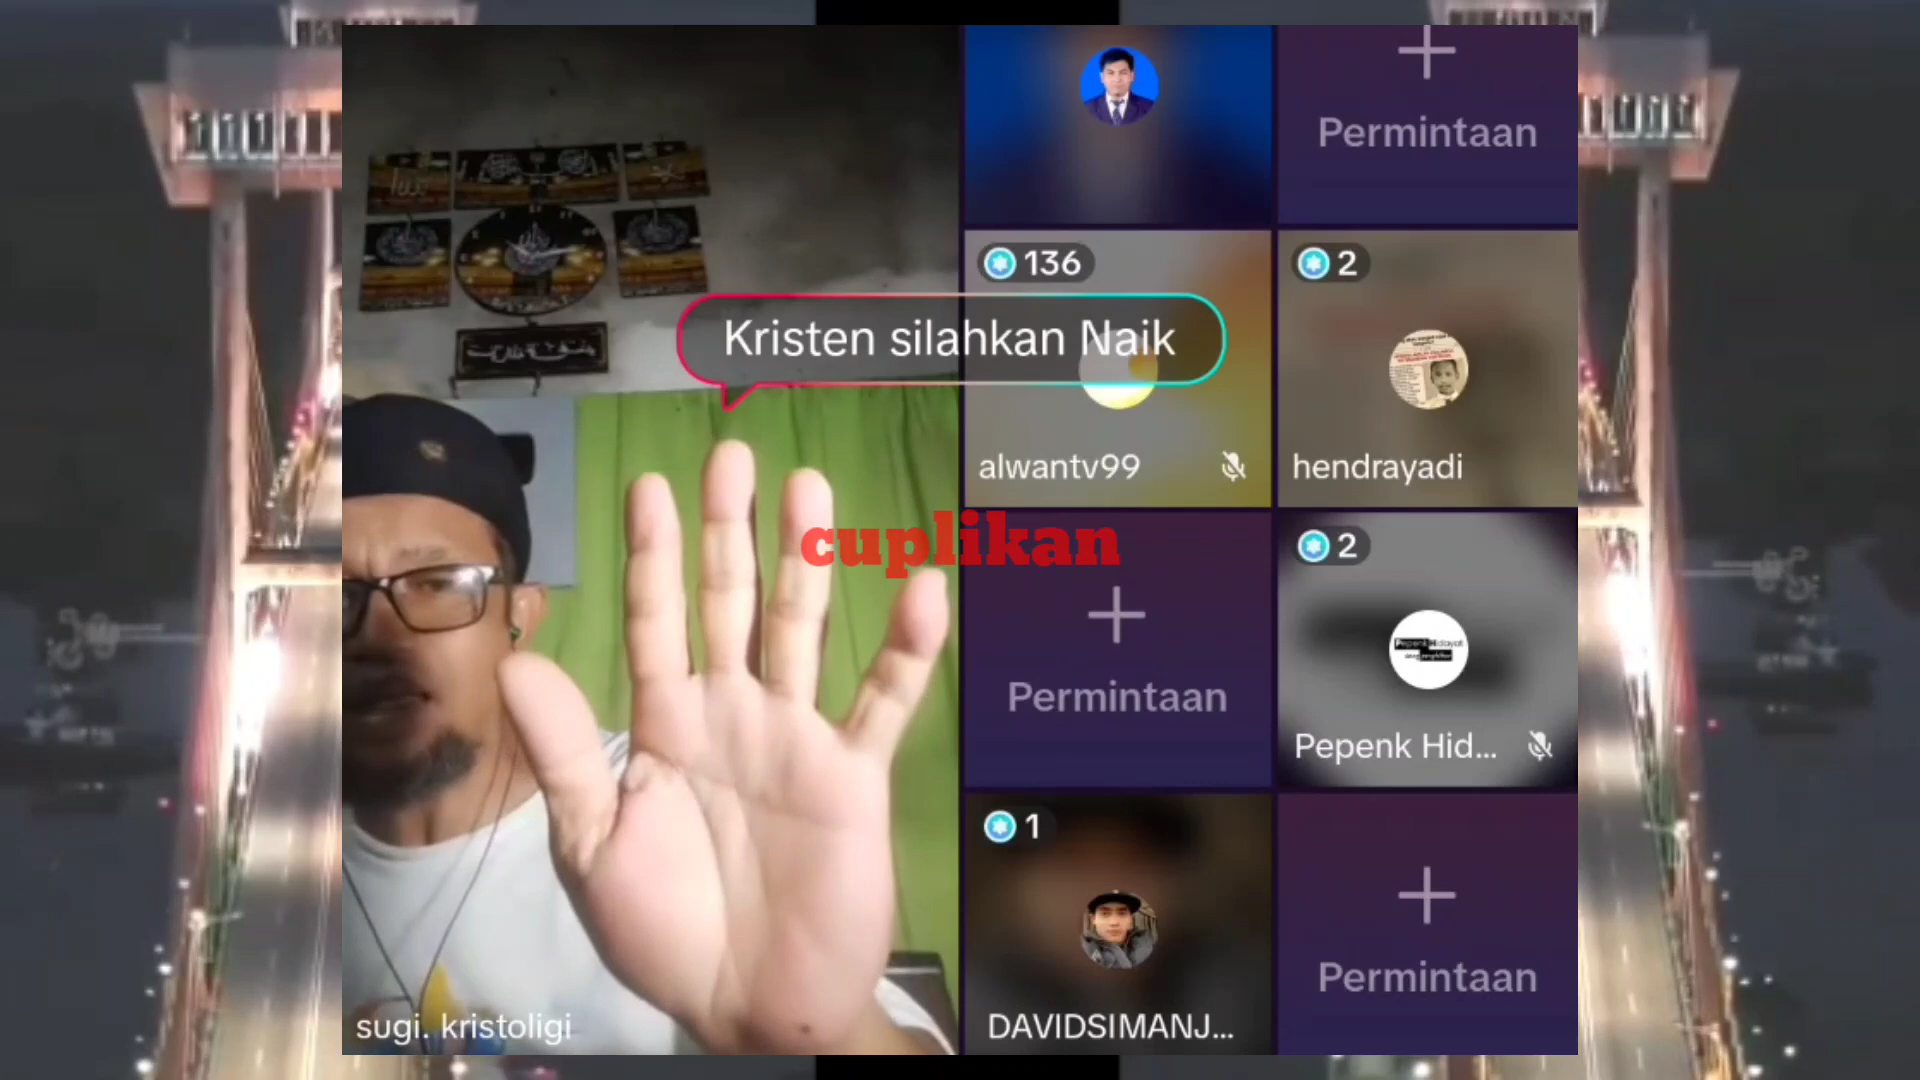 Permintaan
136
2
Kristen silahkan Naik
alwantv99
hendrayadi
cuplikan
2
Permintaan
Pepenk Hid...
1
sugi. kristoligi
DAVIDSIMANJ...
Permintaan